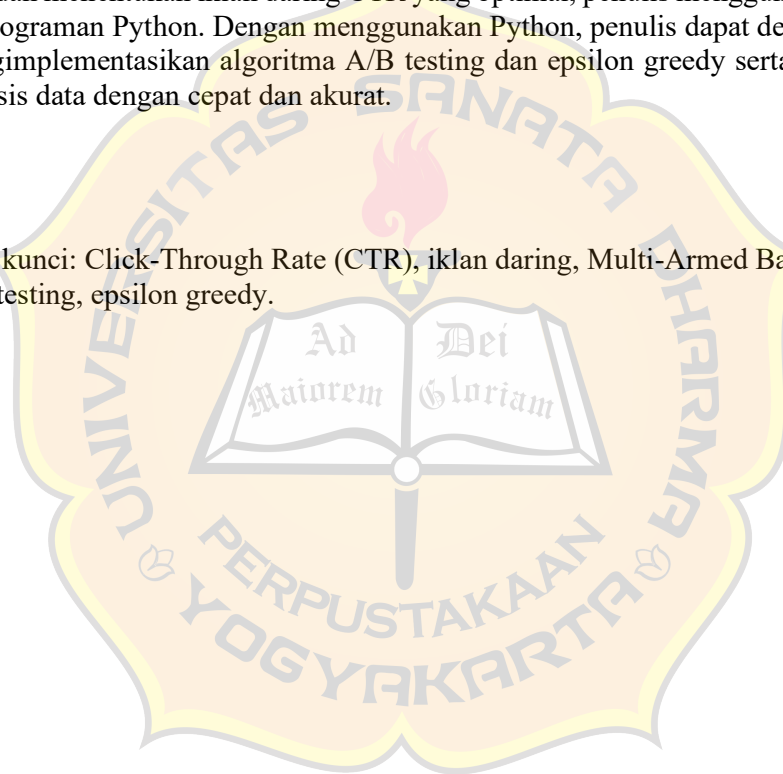 programan Python. Dengan menggunakan Python, penulis dapat de
gimplementasikan algoritma A/B testing dan epsilon greedy serta
sis data dengan cepat dan akurat.
kunci: Click-Through Rate (CTR), iklan daring, Multi-Armed Ba
testing, epsilon greedy.
UNIVERSITAS SANATA DHARMA
Ad Dei
Maiorem Gloriam
PERPUSTAKAAN
YOGYAKARTA